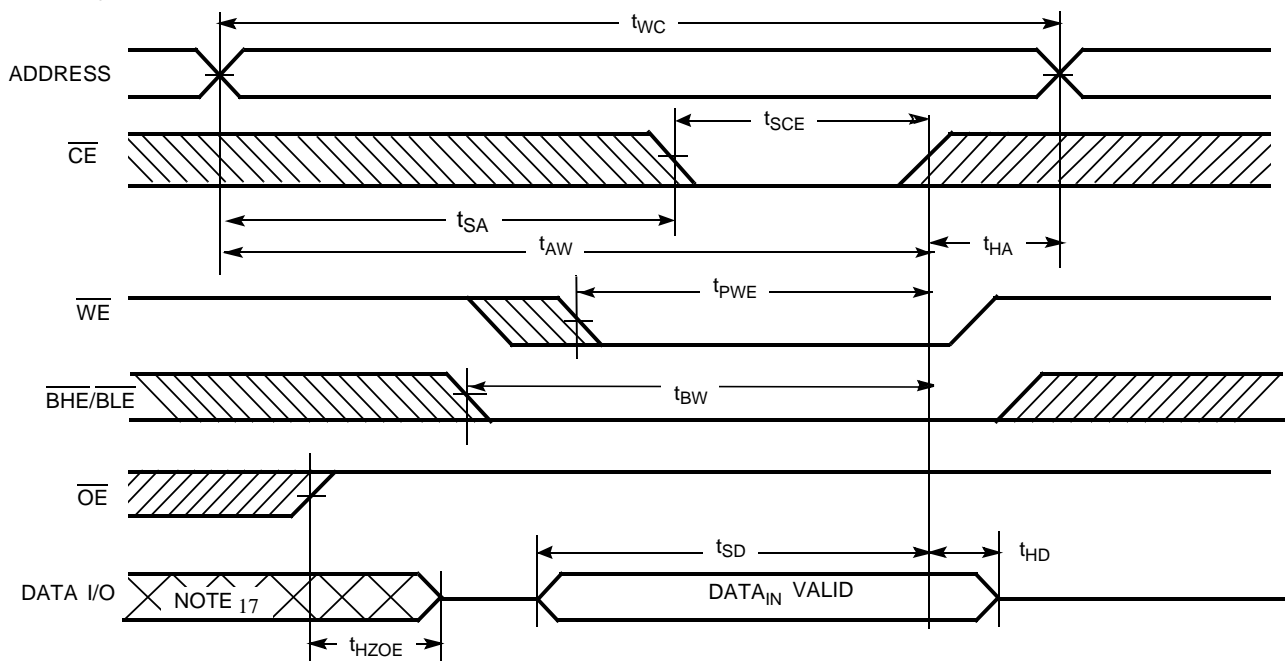 tWC
ADDRESS
tSCE
CE
tSA
tAW
tHA
tPWE
WE
tBW
BHE/BLE
OE
tSD
tHD
DATA I/O
NOTE 17
DATAIN VALID
tHZOE